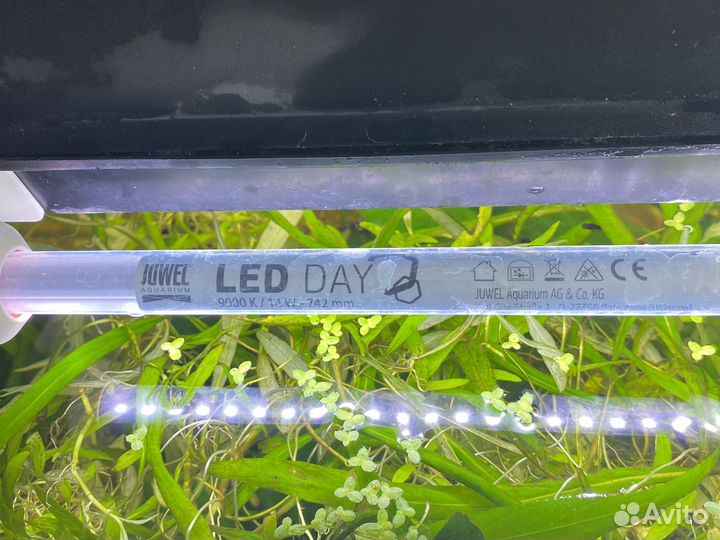 JUWEL
AQUARIUM
LED DAY
9000 K / 14 W - 742 mm
CE
JUWEL Aquarium AG & Co. KG
Avito